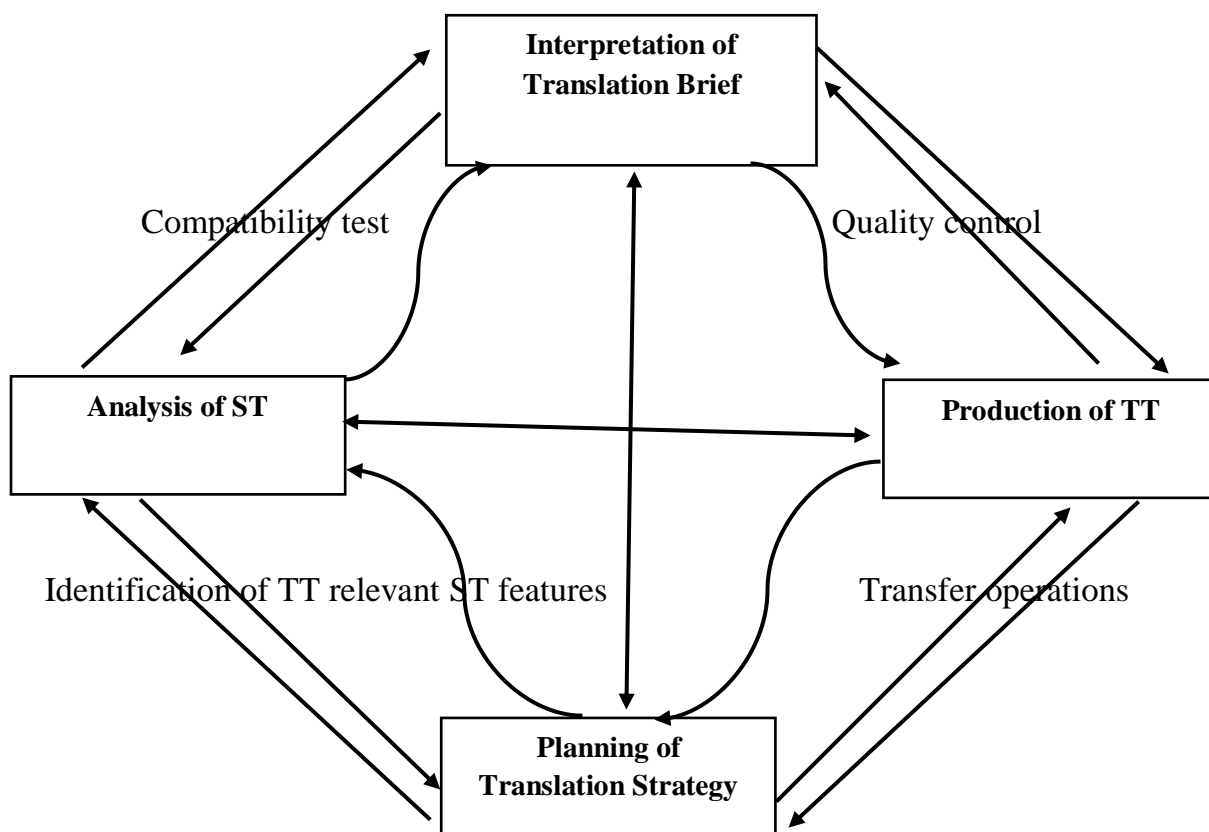 Interpretation of
Translation Brief
Compatibility test
Quality control
Analysis of ST
Production of TT
Identification of TT relevant ST features
Transfer operations
Planning of
Translation Strategy